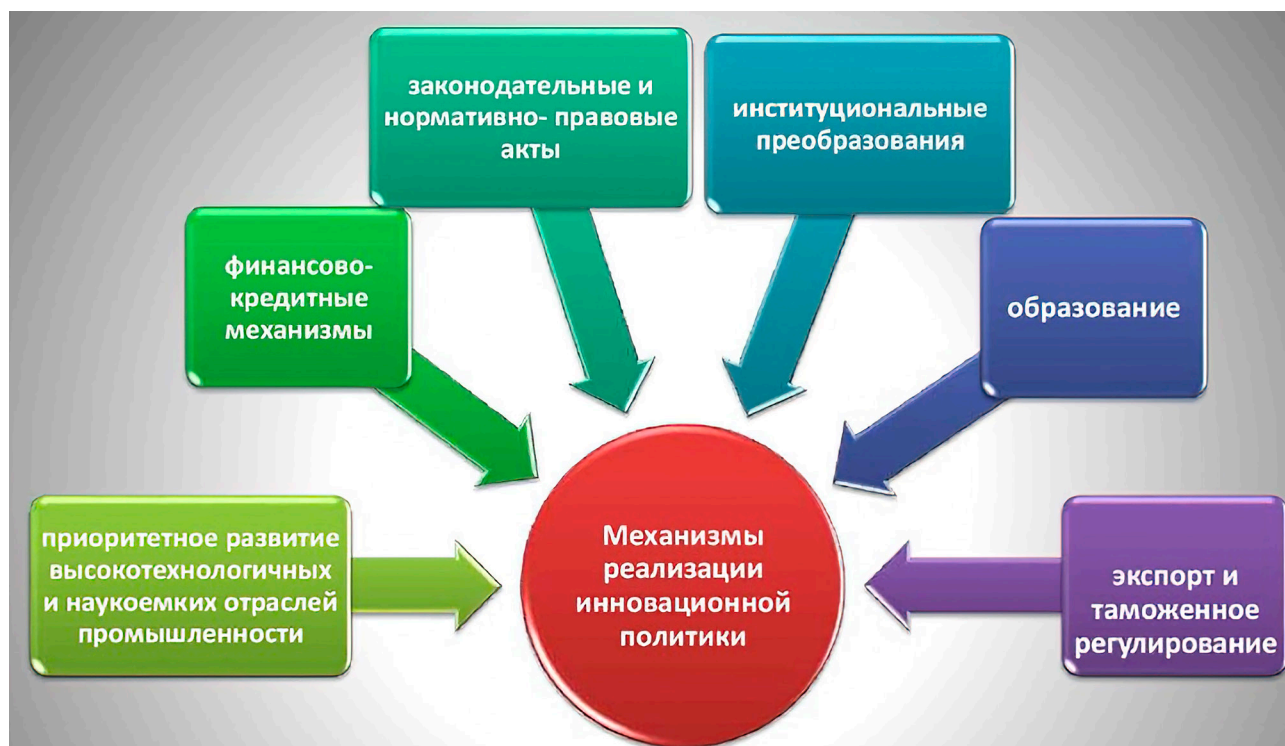 законодательные и
нормативно- правовые
акты
институциональные
преобразования
финансово-
кредитные
механизмы
образование
приоритетное развитие
высокотехнологичных
и наукоемких отраслей
промышленности
Механизмы
реализации
инновационной
политики
экспорт и
таможенное
регулирование